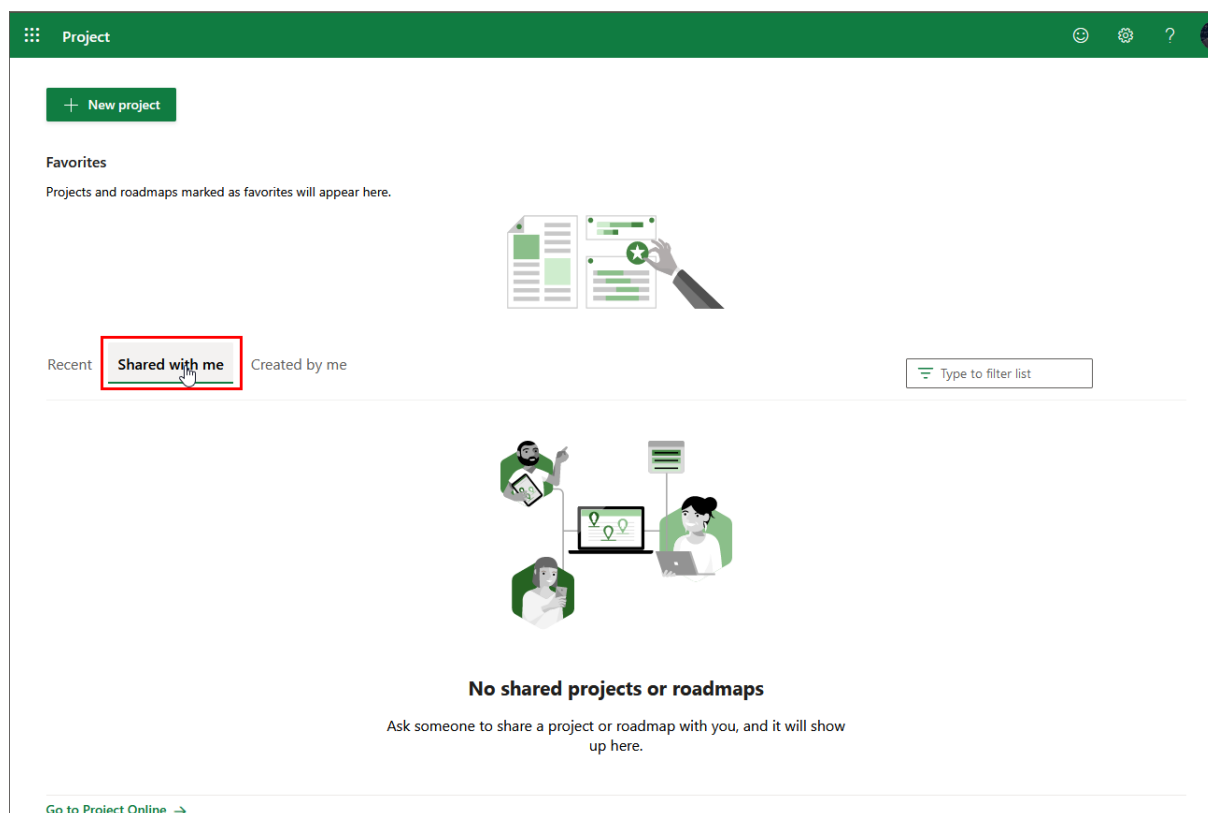 Project
New project
Favorites
Projects and roadmaps marked as favorites will appear here.
Recent
Shared with me
Created by me
Type to filter list
No shared projects or roadmaps
Ask someone to share a project or roadmap with you, and it will show
up here.
Go to Project Online →